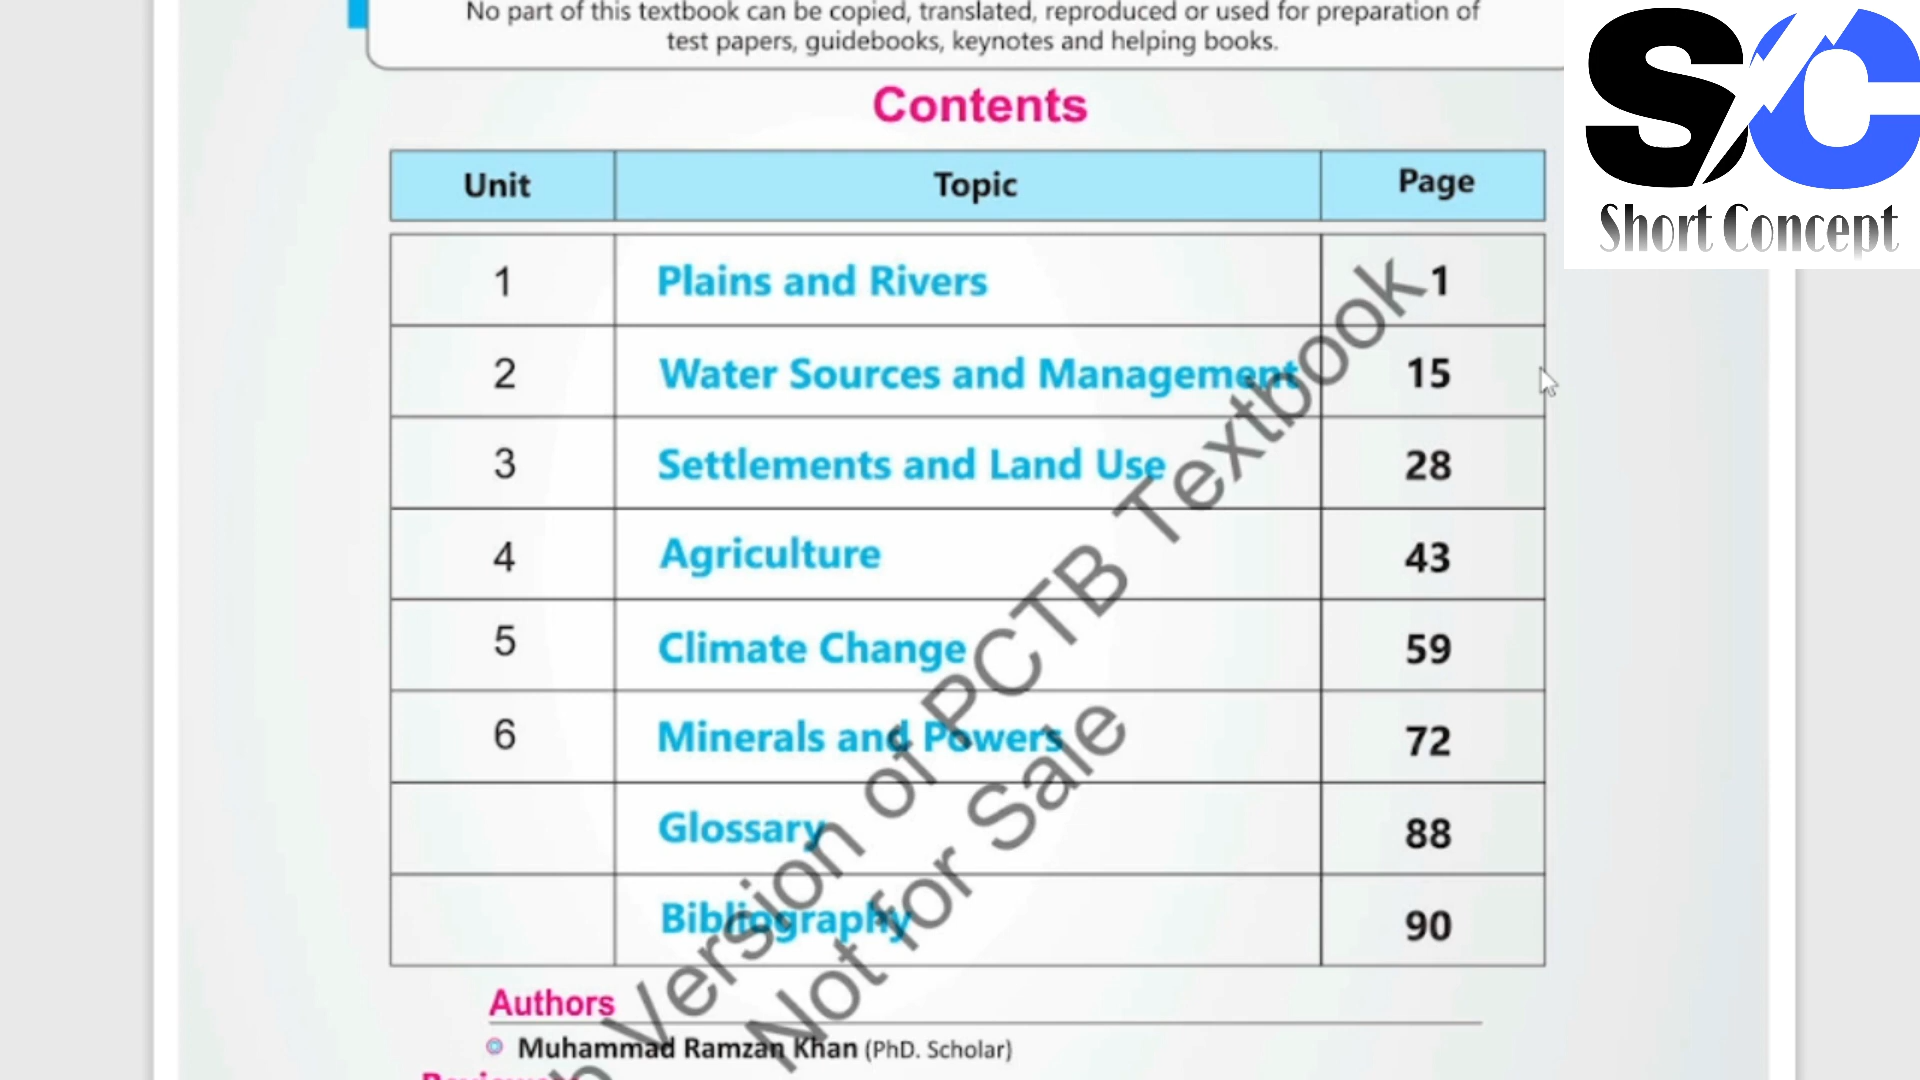 No part of this textbook can be copied, translated, reproduced or used for preparation of
test papers, guidebooks, keynotes and helping books.
SC
Short Concept
Contents
Unit Topic Page
1 Plains and Rivers 1
2 Water Sources and Management 15
3 Settlements and Land Use 28
4 Agriculture 43
5 Climate Change 59
6 Minerals and Powers 72
Glossary 88
Bibliography 90
Version of PCTB Textbook
Not for Sale
Authors
Muhammad Ramzan Khan (PhD. Scholar)